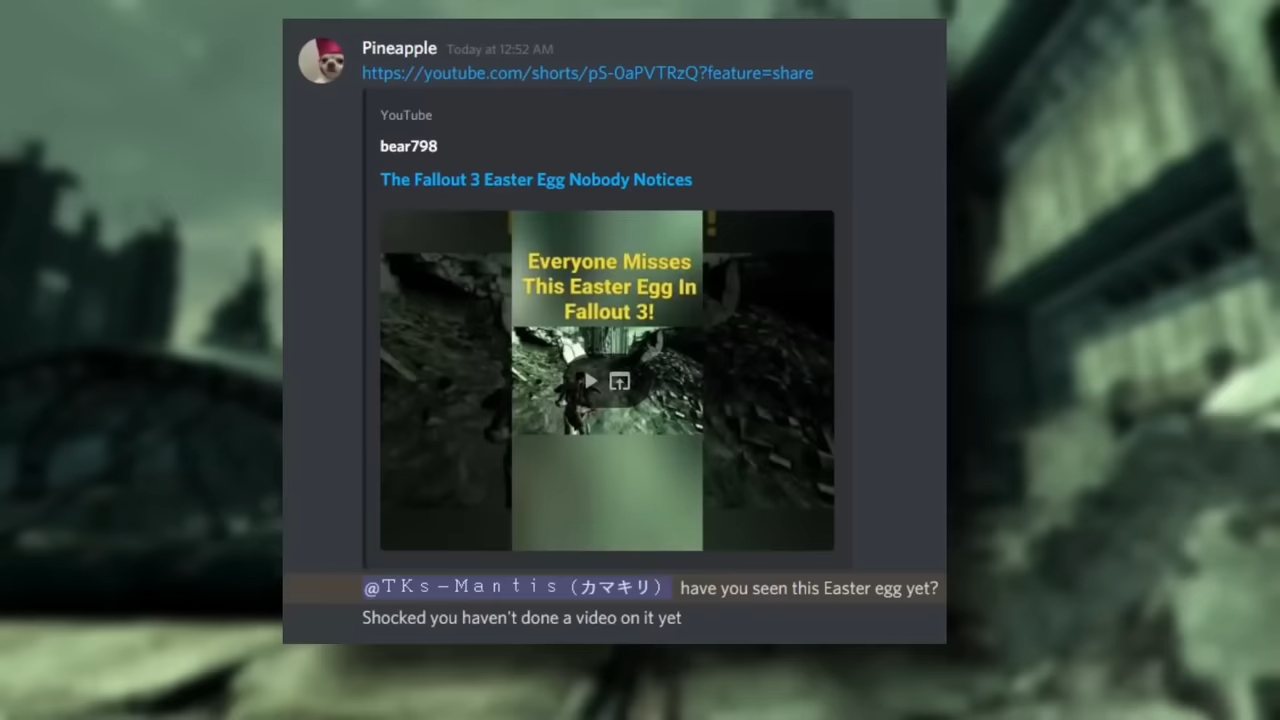 Pineapple Today at 12:52 AM
https://youtube.com/shorts/pS-0aPVTRzQ?feature=share
YouTube
bear798
The Fallout 3 Easter Egg Nobody Notices
Everyone Misses
This Easter Egg In
Fallout 3!
@TKs-Mantis (カマキリ) have you seen this Easter egg yet?
Shocked you haven't done a video on it yet